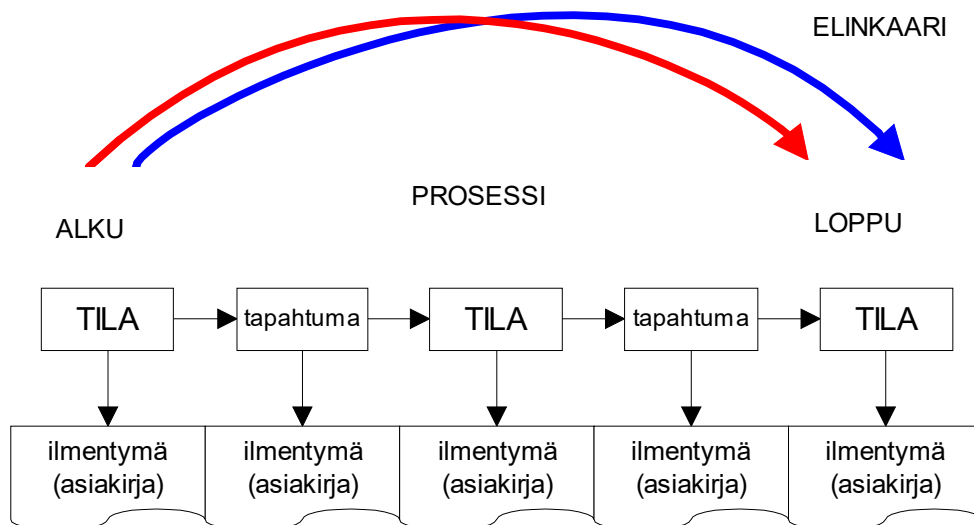 ELINKAARI
PROSESSI
ALKU
LOPPU
TILA
tapahtuma
TILA
tapahtuma
TILA
ilmentymä
(asiakirja)
ilmentymä
(asiakirja)
ilmentymä
(asiakirja)
ilmentymä
(asiakirja)
ilmentymä
(asiakirja)